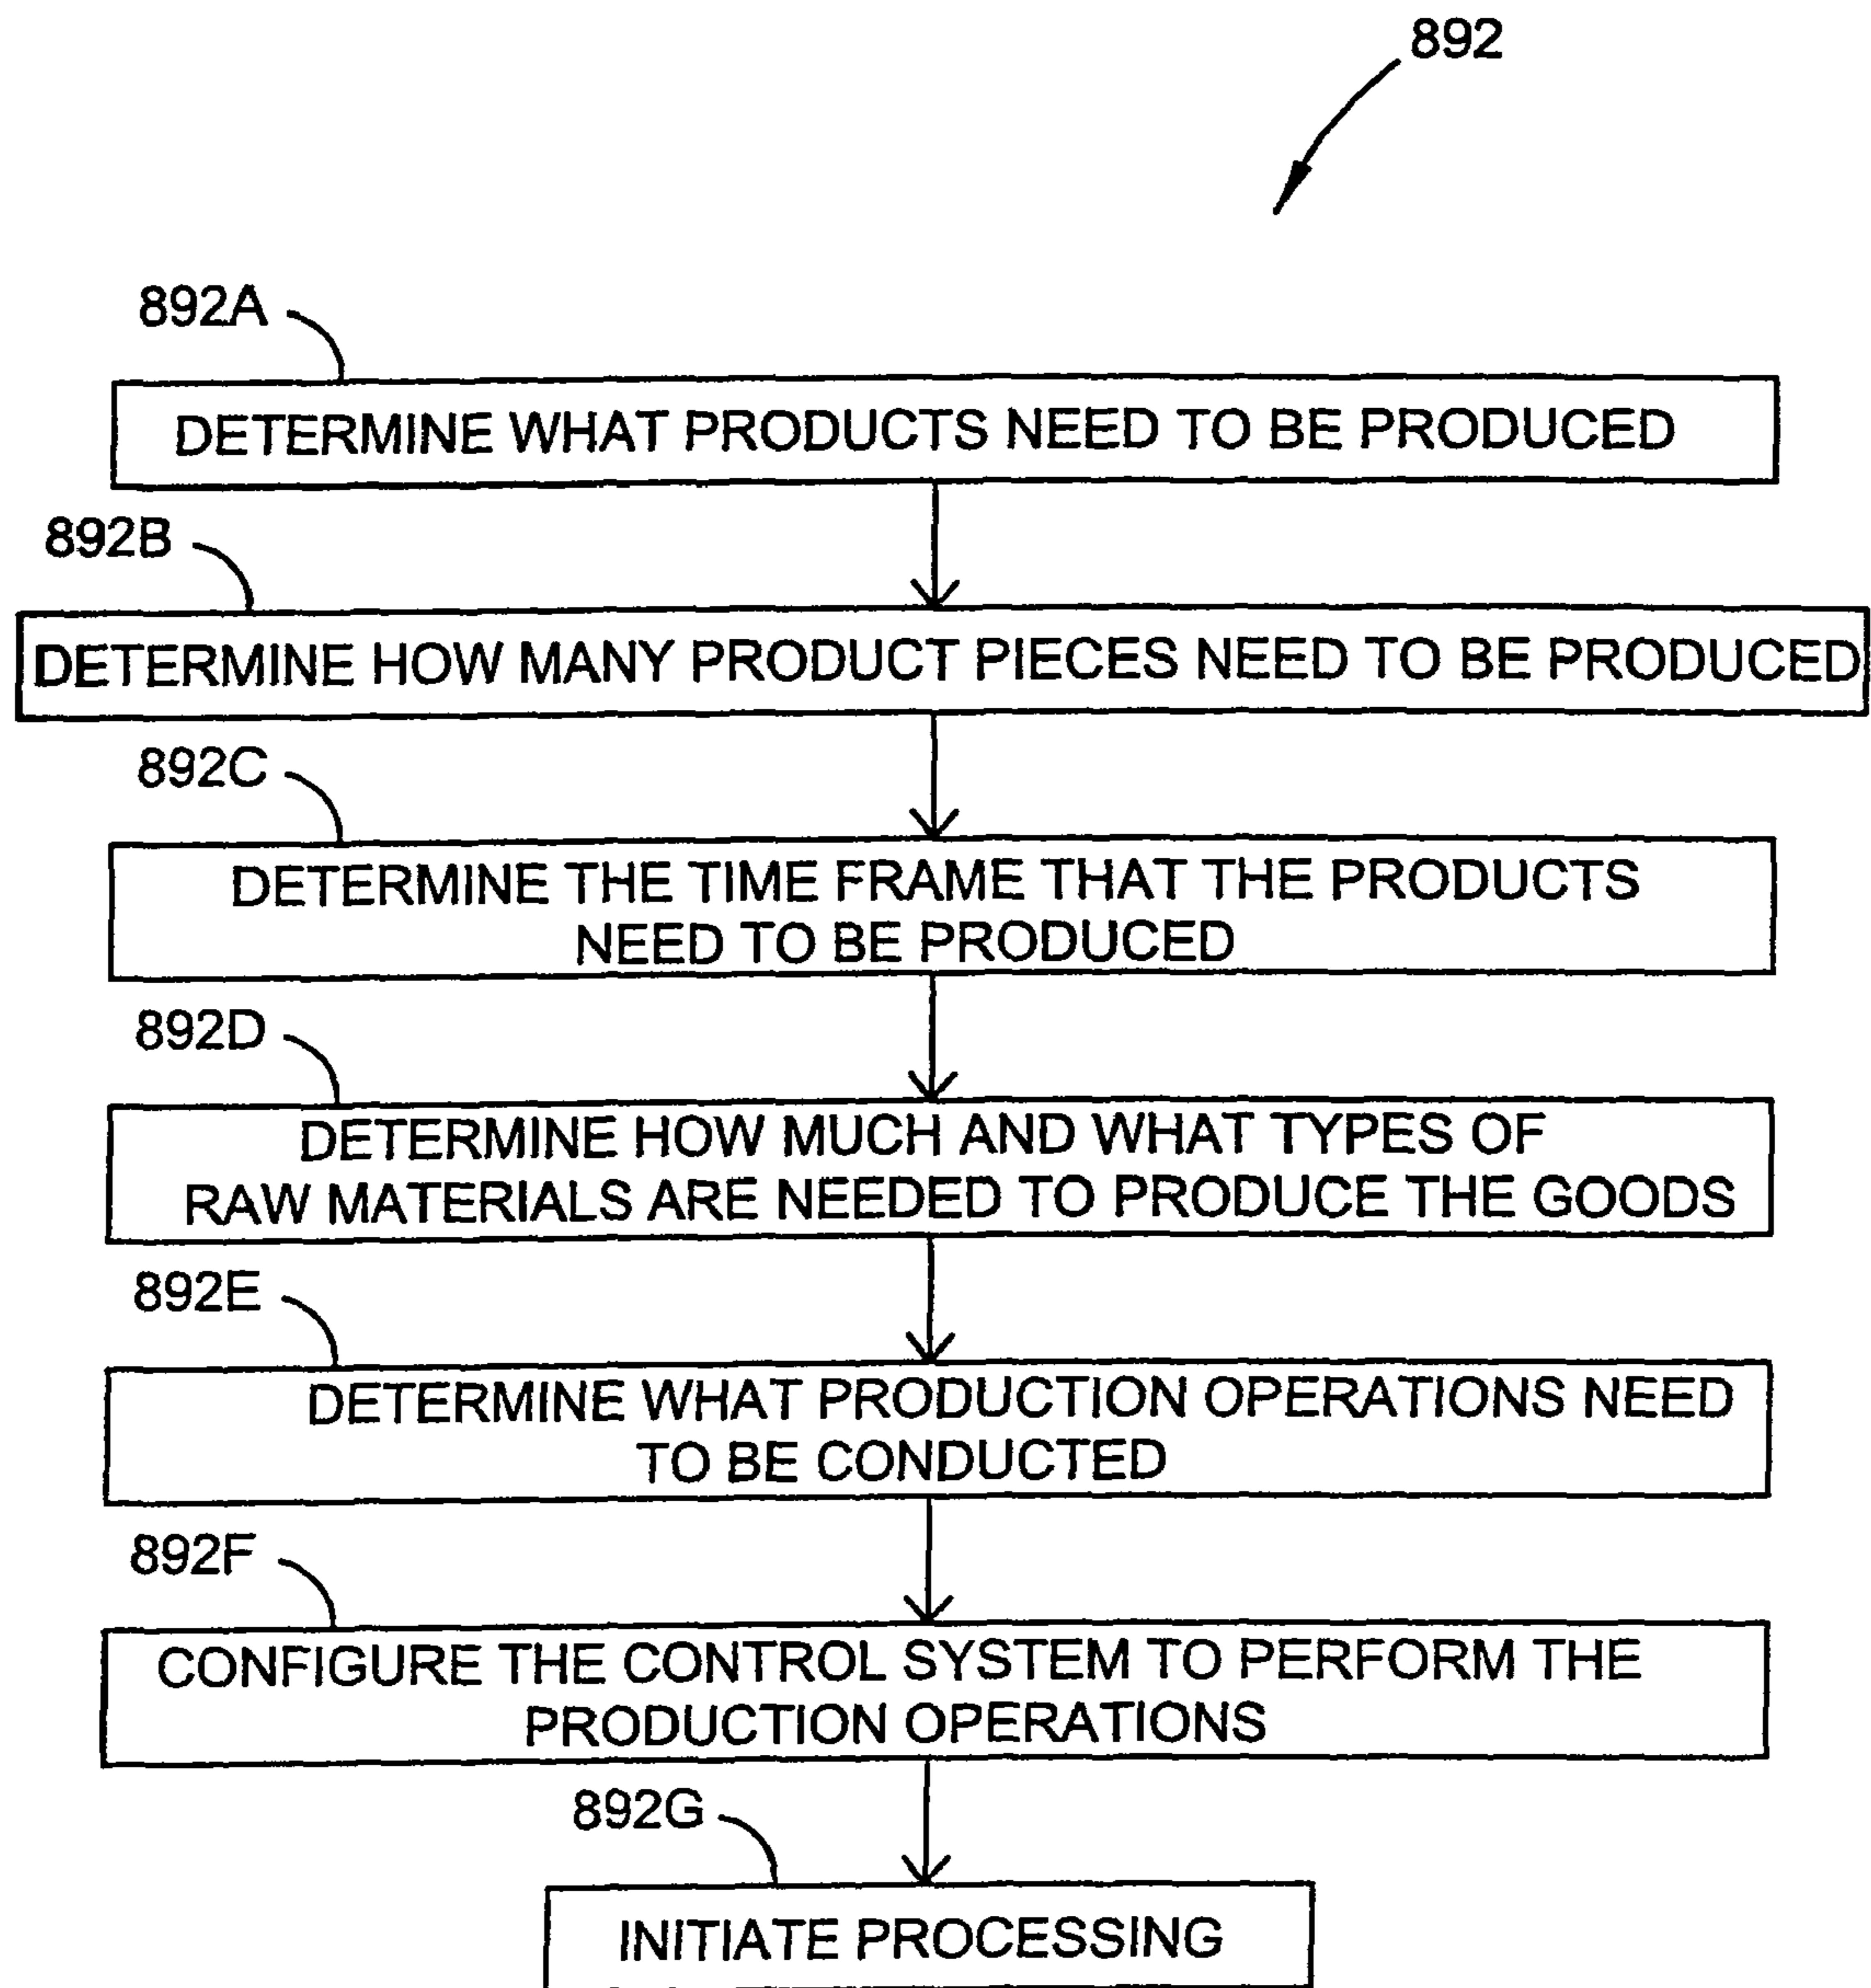 892
892A
DETERMINE WHAT PRODUCTS NEED TO BE PRODUCED
892B
DETERMINE HOW MANY PRODUCT PIECES NEED TO BE PRODUCED
892C
DETERMINE THE TIME FRAME THAT THE PRODUCTS
NEED TO BE PRODUCED
892D
DETERMINE HOW MUCH AND WHAT TYPES OF
RAW MATERIALS ARE NEEDED TO PRODUCE THE GOODS
892E
DETERMINE WHAT PRODUCTION OPERATIONS NEED
TO BE CONDUCTED
892F
CONFIGURE THE CONTROL SYSTEM TO PERFORM THE
PRODUCTION OPERATIONS
892G
INITIATE PROCESSING